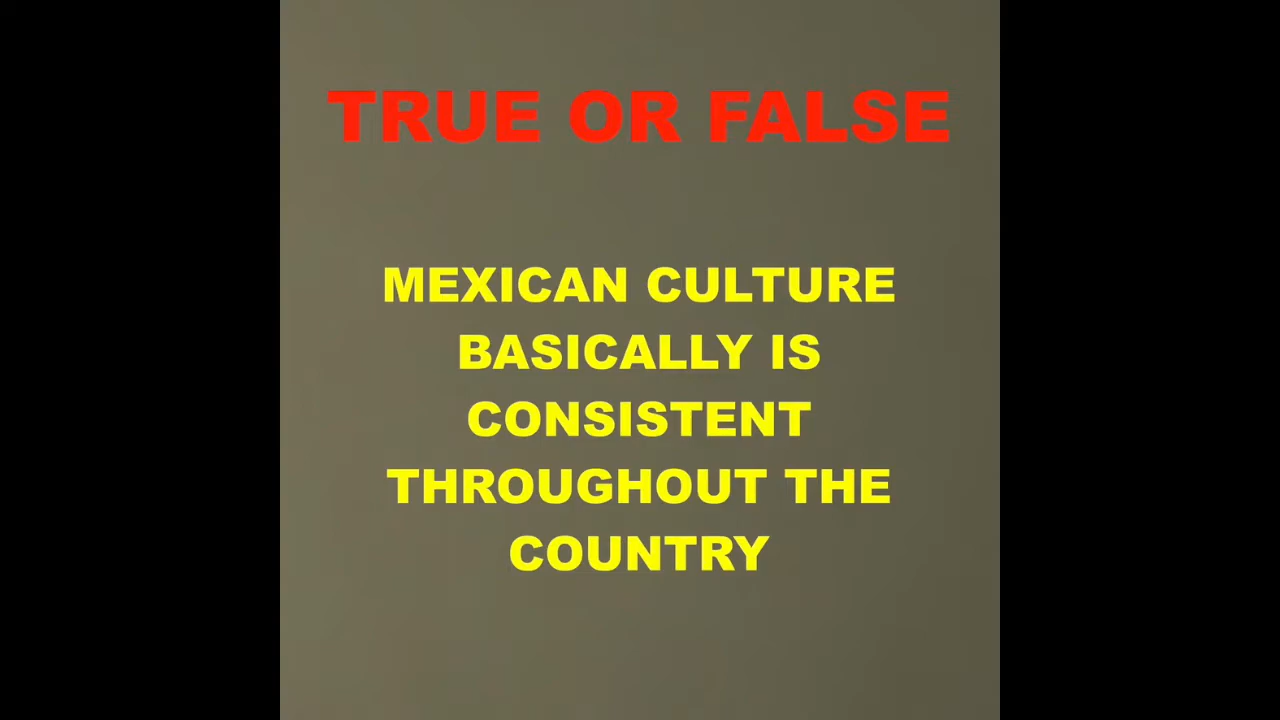 TRUE OR FALSE
MEXICAN CULTURE
BASICALLY IS
CONSISTENT
THROUGHOUT THE
COUNTRY